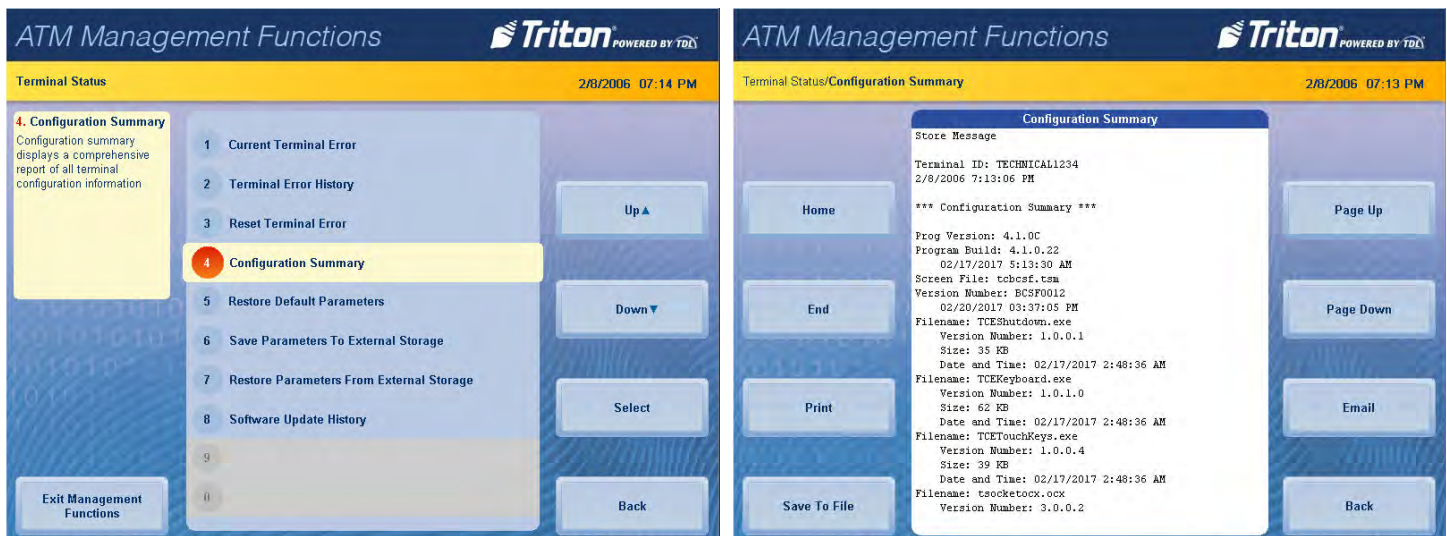 ATM Management Functions
Triton POWERED BY TDL
Terminal Status
2/8/2006 07:14 PM
4. Configuration Summary
Configuration summary
displays a comprehensive
report of all terminal
configuration information
1 Current Terminal Error
2 Terminal Error History
3 Reset Terminal Error
4 Configuration Summary
5 Restore Default Parameters
6 Save Parameters To External Storage
7 Restore Parameters From External Storage
8 Software Update History
9
0
Up▲
Down▼
Select
Back
Exit Management
Functions
ATM Management Functions
Triton POWERED BY TDL
Terminal Status/Configuration Summary
2/8/2006 07:13 PM
Home
End
Print
Save To File
Configuration Summary
Store Message
Terminal ID: TECHNICAL1234
2/8/2006 7:13:06 PM
*** Configuration Summary ***
Prog Version: 4.1.0C
Program Build: 4.1.0.22
02/17/2017 5:13:30 AM
Screen File: tcbcsf.tsm
Version Number: BCSF0012
02/20/2017 03:37:05 PM
Filename: TCEShutdown.exe
Version Number: 1.0.0.1
Size: 35 KB
Date and Time: 02/17/2017 2:48:36 AM
Filename: TCEKeyboard.exe
Version Number: 1.0.1.0
Size: 62 KB
Date and Time: 02/17/2017 2:48:36 AM
Filename: TCETouchKeys.exe
Version Number: 1.0.0.4
Size: 39 KB
Date and Time: 02/17/2017 2:48:36 AM
Filename: tsocketocx.ocx
Version Number: 3.0.0.2
Page Up
Page Down
Email
Back